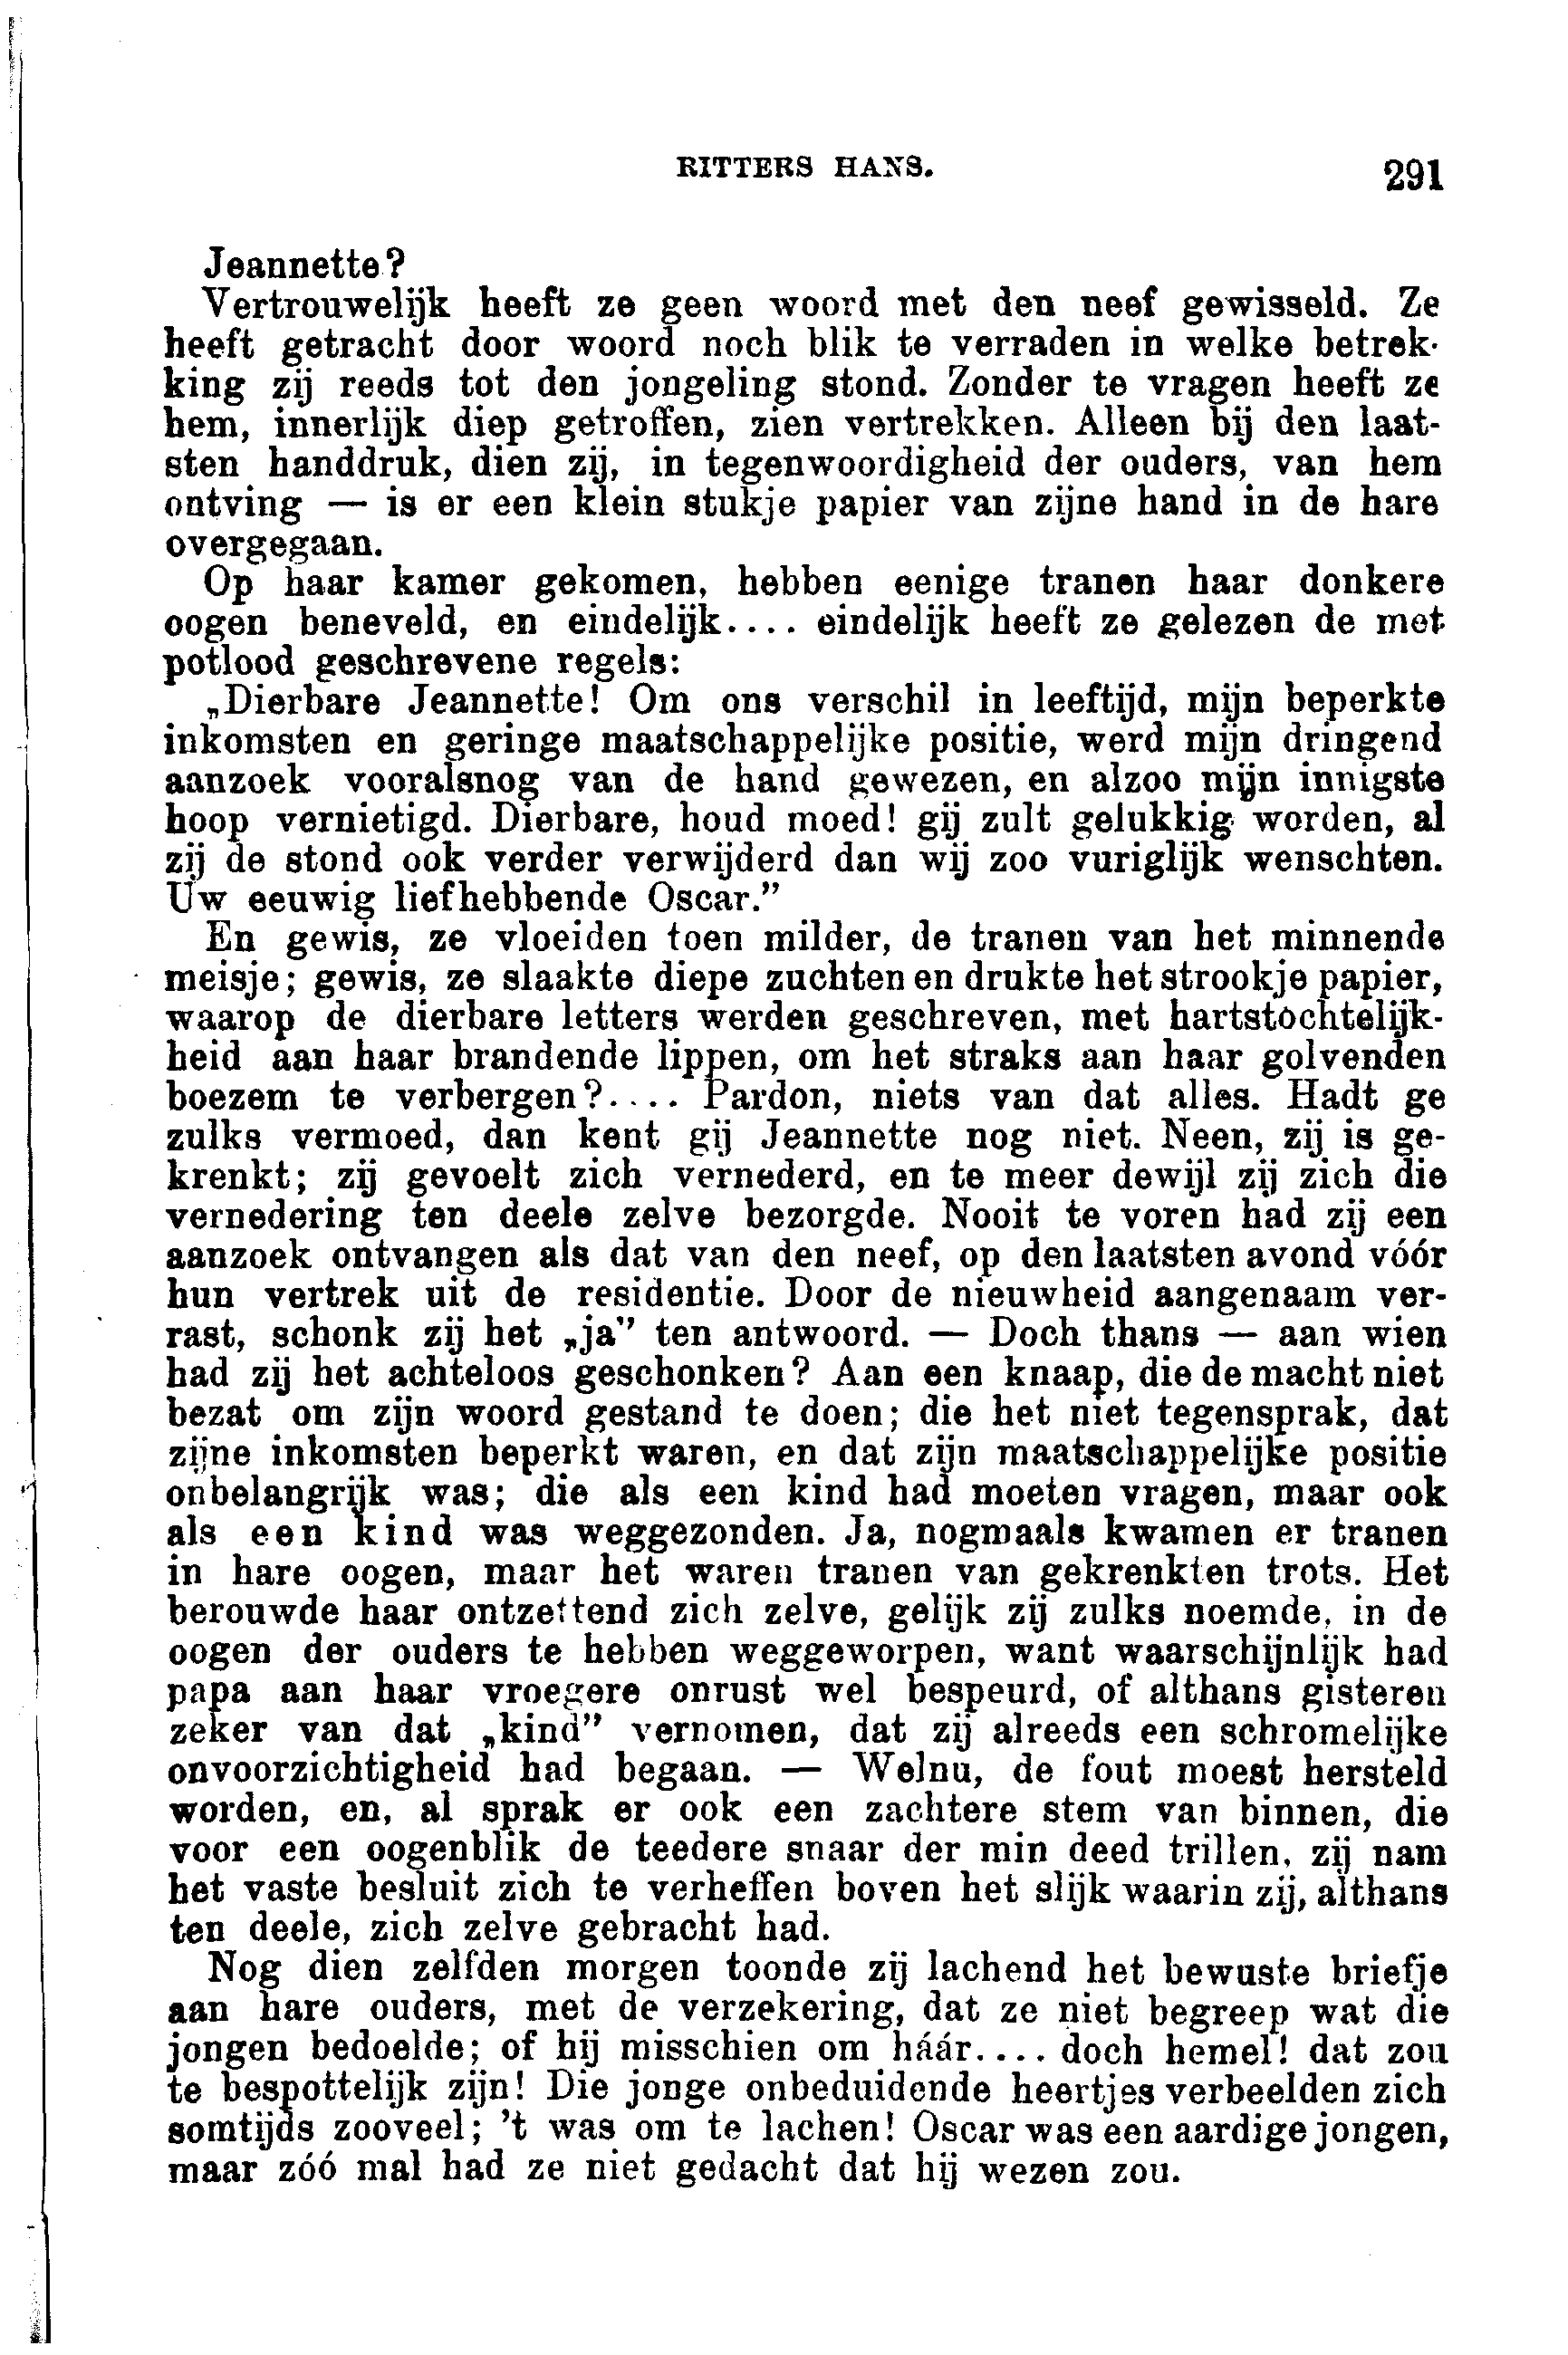 RITTERS HANS. 291
Jeannette?
Vertrouwelijk heeft ze geen woord met den neef gewisseld. Ze
heeft getracht door woord noch blik te verraden in welke betrek-
king zij reeds tot den jongeling stond. Zonder te vragen heeft ze
hem, innerlijk diep getroffen, zien vertrekken. Alleen bij den laat-
sten handdruk, dien zij, in tegenwoordigheid der ouders, van hem
ontving — is er een klein stukje papier van zijne hand in de hare
overgegaan.
Op haar kamer gekomen, hebben eenige tranen haar donkere
oogen beneveld, en eindelijk.... eindelijk heeft ze gelezen de met
potlood geschrevene regels:
„Dierbare Jeannette! Om ons verschil in leeftijd, mijn beperkte
inkomsten en geringe maatschappelijke positie, werd mijn dringend
aanzoek vooralsnog van de hand gewezen, en alzoo mijn innigste
hoop vernietigd. Dierbare, houd moed! gij zult gelukkig worden, al
zij de stond ook verder verwijderd dan wij zoo vuriglijk wenschten.
Uw eeuwig liefhebbende Oscar.”
En gewis, ze vloeiden toen milder, de tranen van het minnende
meisje; gewis, ze slaakte diepe zuchten en drukte het strookje papier,
waarop de dierbare letters werden geschreven, met hartstochtelijk-
heid aan haar brandende lippen, om het straks aan haar golvenden
boezem te verbergen?.... Pardon, niets van dat alles. Hadt ge
zulks vermoed, dan kent gij Jeannette nog niet. Neen, zij is ge-
krenkt; zij gevoelt zich vernederd, en te meer dewijl zij zich die
vernedering ten deele zelve bezorgde. Nooit te voren had zij een
aanzoek ontvangen als dat van den neef, op den laatsten avond vóór
hun vertrek uit de residentie. Door de nieuwheid aangenaam ver-
rast, schonk zij het „ja” ten antwoord. — Doch thans — aan wien
had zij het achteloos geschonken? Aan een knaap, die de macht niet
bezat om zijn woord gestand te doen; die het niet tegensprak, dat
zijne inkomsten beperkt waren, en dat zijn maatschappelijke positie
onbelangrijk was; die als een kind had moeten vragen, maar ook
als een kind was weggezonden. Ja, nogmaals kwamen er tranen
in hare oogen, maar het waren tranen van gekrenkten trots. Het
berouwde haar ontzettend zich zelve, gelijk zij zulks noemde, in de
oogen der ouders te hebben weggeworpen, want waarschijnlijk had
papa aan haar vroegere onrust wel bespeurd, of althans gisteren
zeker van dat „kind” vernomen, dat zij alreeds een schromelijke
onvoorzichtigheid had begaan. — Welnu, de fout moest hersteld
worden, en, al sprak er ook een zachtere stem van binnen, die
voor een oogenblik de teedere snaar der min deed trillen, zij nam
het vaste besluit zich te verheffen boven het slijk waarin zij, althans
ten deele, zich zelve gebracht had.
Nog dien zelfden morgen toonde zij lachend het bewuste briefje
aan hare ouders, met de verzekering, dat ze niet begreep wat die
jongen bedoelde; of hij misschien om háár.... doch hemel! dat zou
te bespottelijk zijn! Die jonge onbeduidende heertjes verbeelden zich
somtijds zooveel; 't was om te lachen! Oscar was een aardige jongen,
maar zóó mal had ze niet gedacht dat hij wezen zou.